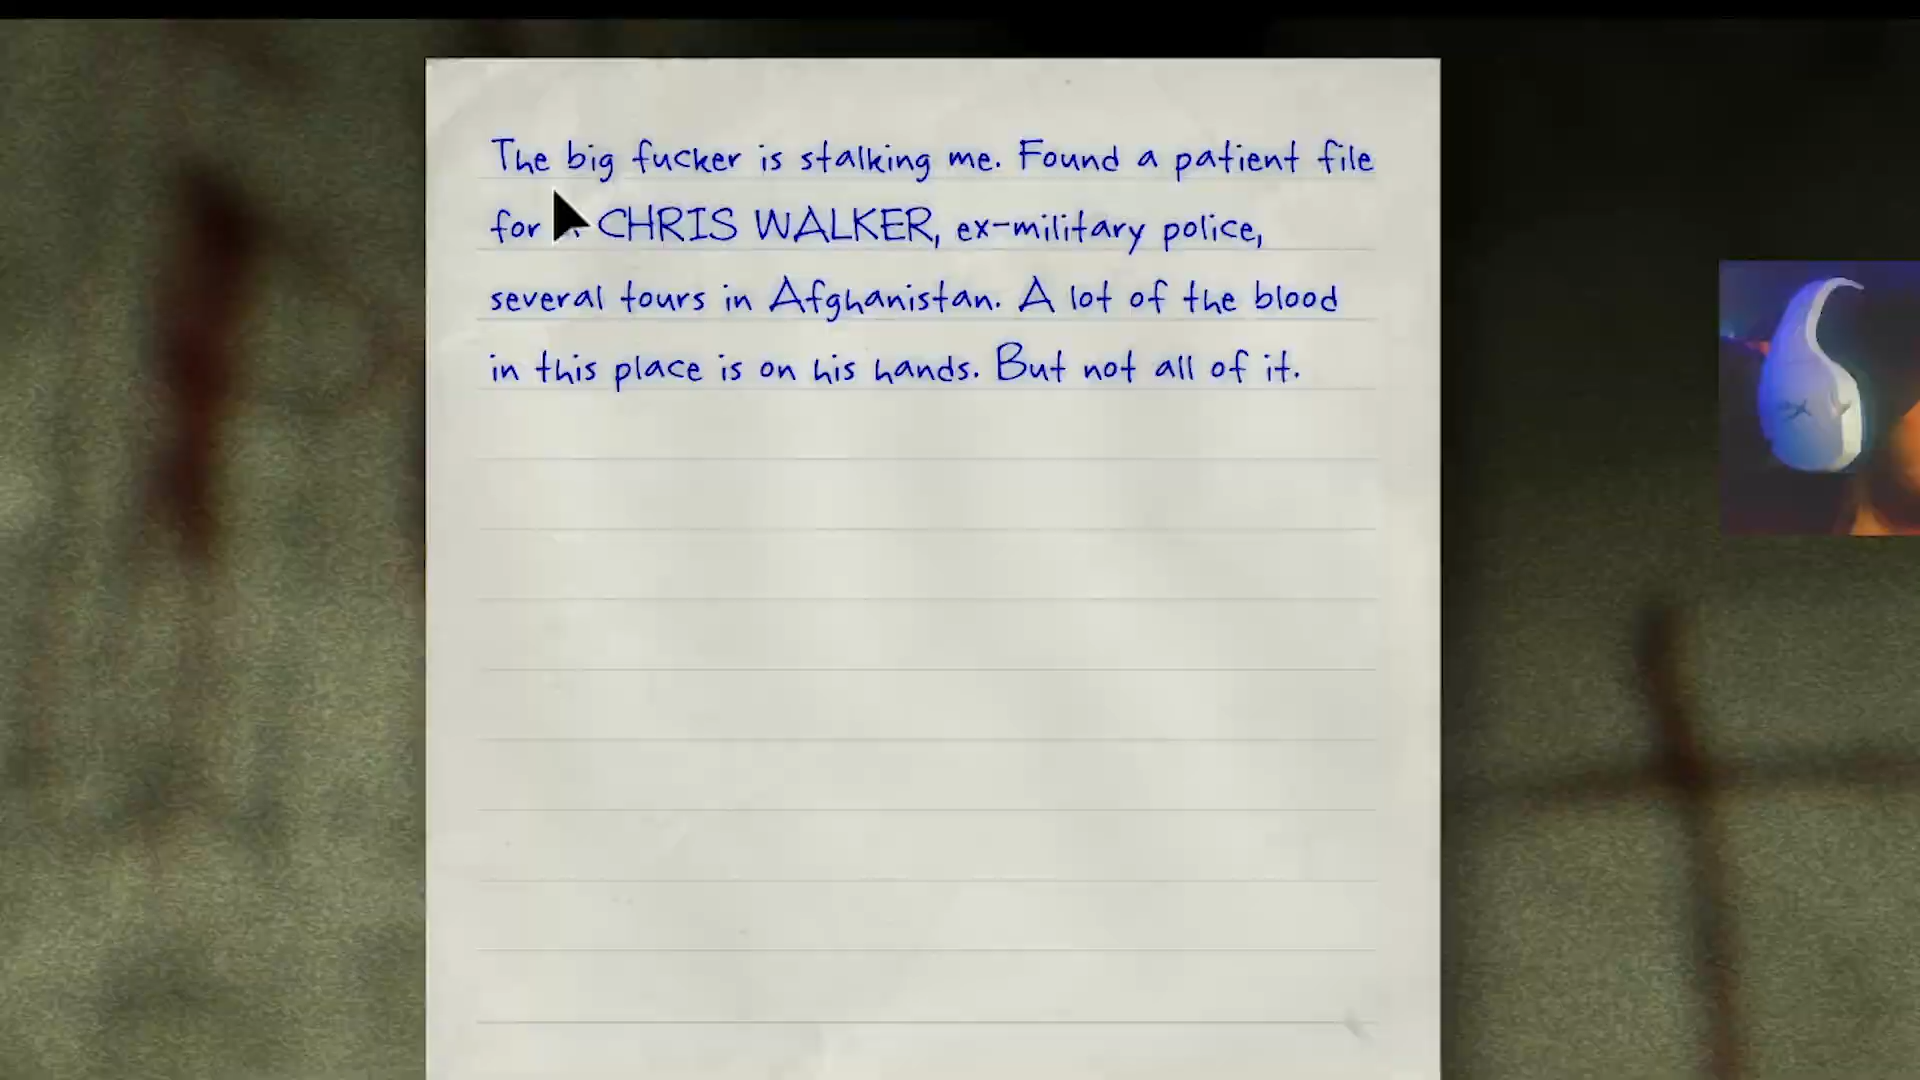 The big fucker is stalking me. Found a patient file
for CHRIS WALKER, ex-military police,
several tours in Afghanistan. A lot of the blood
in this place is on his hands. But not all of it.